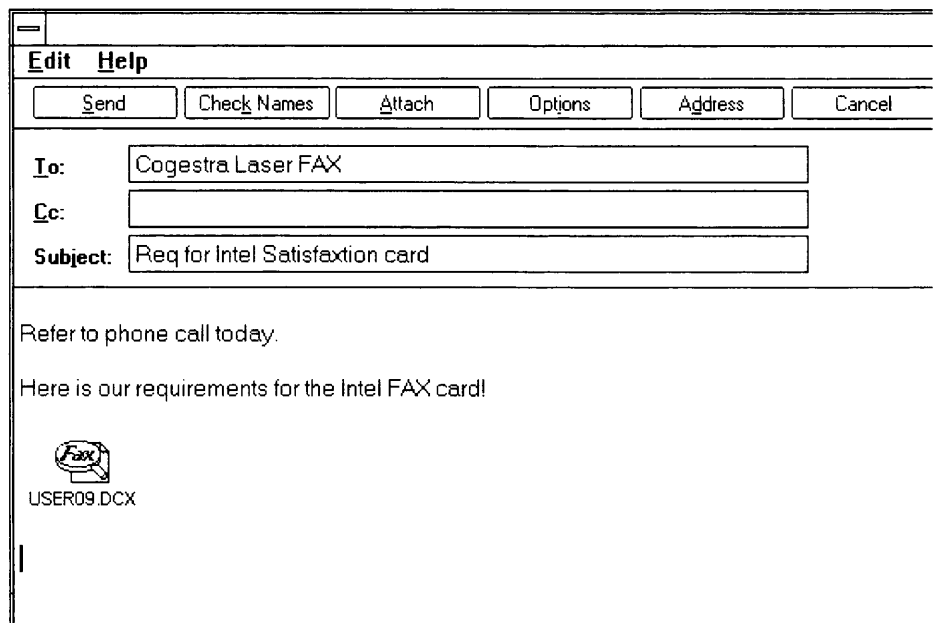 Edit Help
Send Check Names Attach Options Address Cancel
To: Cogestra Laser FAX
Cc:
Subject: Req for Intel Satisfaxtion card
Refer to phone call today.
Here is our requirements for the Intel FAX card!
Fax
USER09.DCX